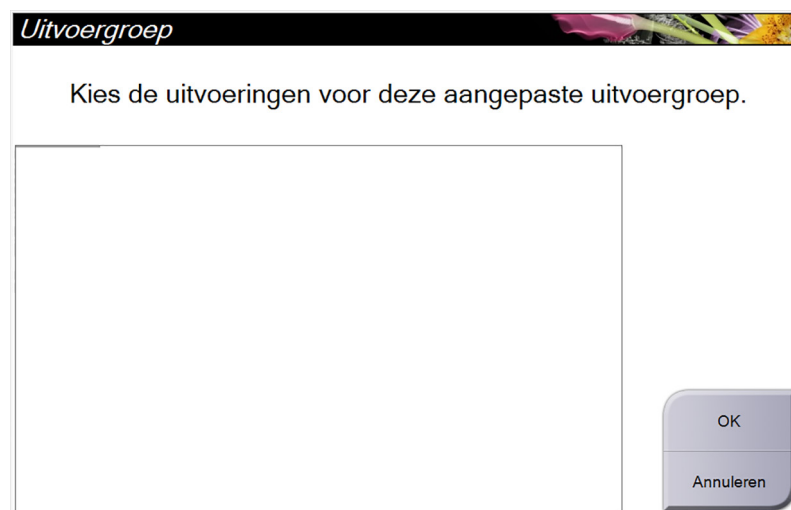 Uitvoergroep
Kies de uitvoeringen voor deze aangepaste uitvoergroep.
OK
Annuleren